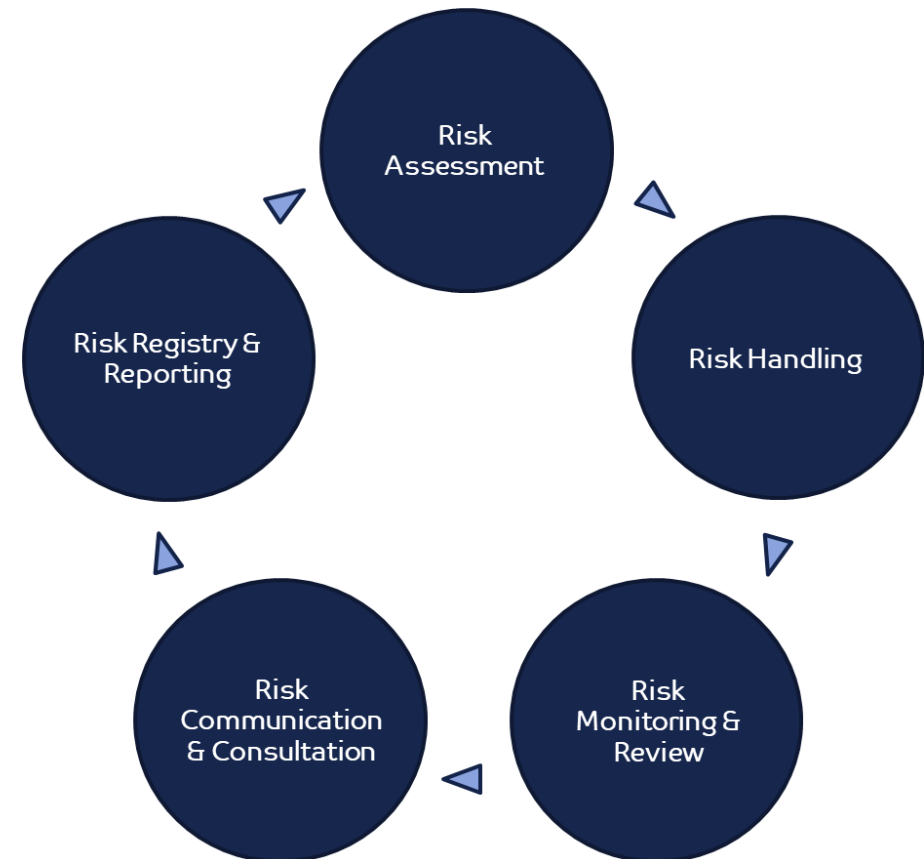 Risk
Assessment
Risk Handling
Risk
Monitoring &
Review
Risk
Communication
& Consultation
Risk Registry &
Reporting